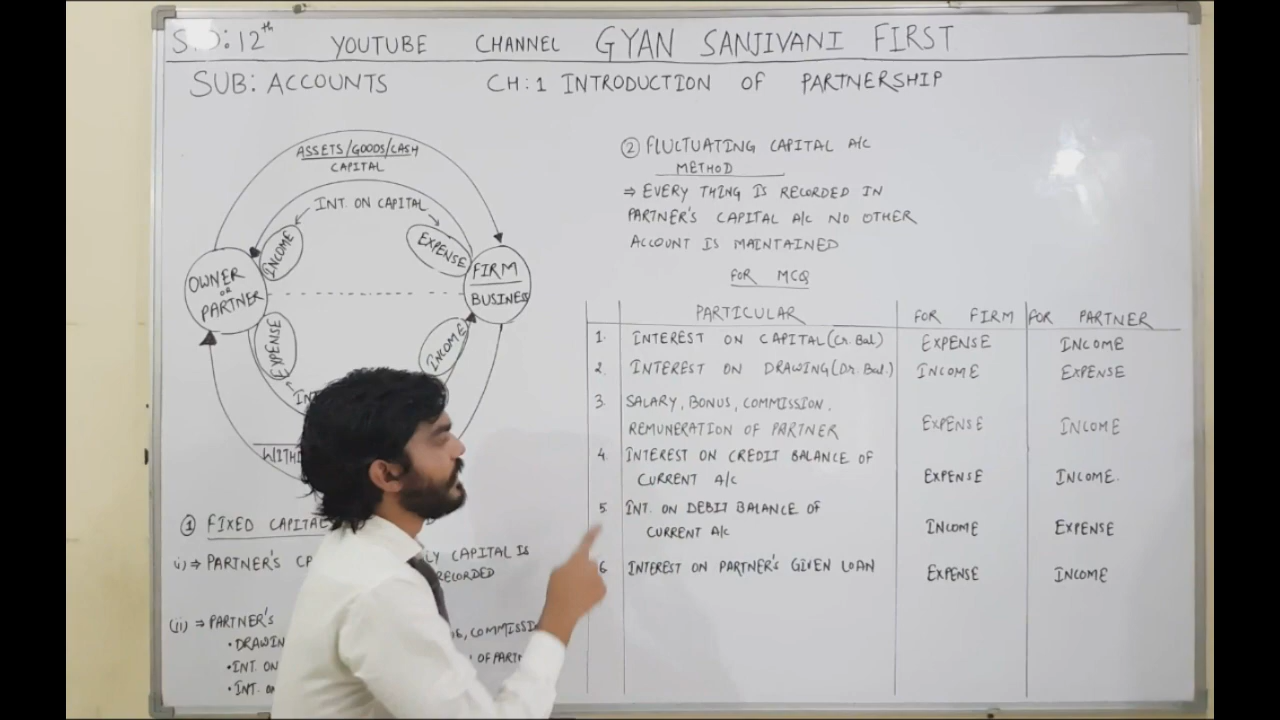 12th YOUTUBE CHANNEL GYAN SANJIVANI FIRST
SUB: ACCOUNTS CH:1 INTRODUCTION OF PARTNERSHIP
ASSETS/GOODS/CASH
CAPITAL
INT. ON CAPITAL
INCOME
EXPENSE
OWNER
OR
PARTNER
FIRM
BUSINESS
EXPENSE
INCOME
① FIXED CAPITAL
i) ⇒ PARTNER'S CAPITAL IS
RECORDED
(ii) ⇒ PARTNER'S COMMISSION
• INT. ON OF
• INT.
② FLUCTUATING CAPITAL A/C
METHOD
⇒ EVERY THING IS RECORDED IN
PARTNER'S CAPITAL A/C NO OTHER
ACCOUNT IS MAINTAINED
FOR MCQ
PARTICULAR FOR FIRM FOR PARTNER
1. INTEREST ON CAPITAL (Cr. Bal) EXPENSE INCOME
2. INTEREST ON DRAWING (Dr. Bal.) INCOME EXPENSE
3. SALARY, BONUS, COMMISSION,
REMUNERATION OF PARTNER EXPENSE INCOME
4. INTEREST ON CREDIT BALANCE OF
CURRENT A/C EXPENSE INCOME.
5. INT. ON DEBIT BALANCE OF
CURRENT A/C INCOME EXPENSE
6 INTEREST ON PARTNER'S GIVEN LOAN EXPENSE INCOME